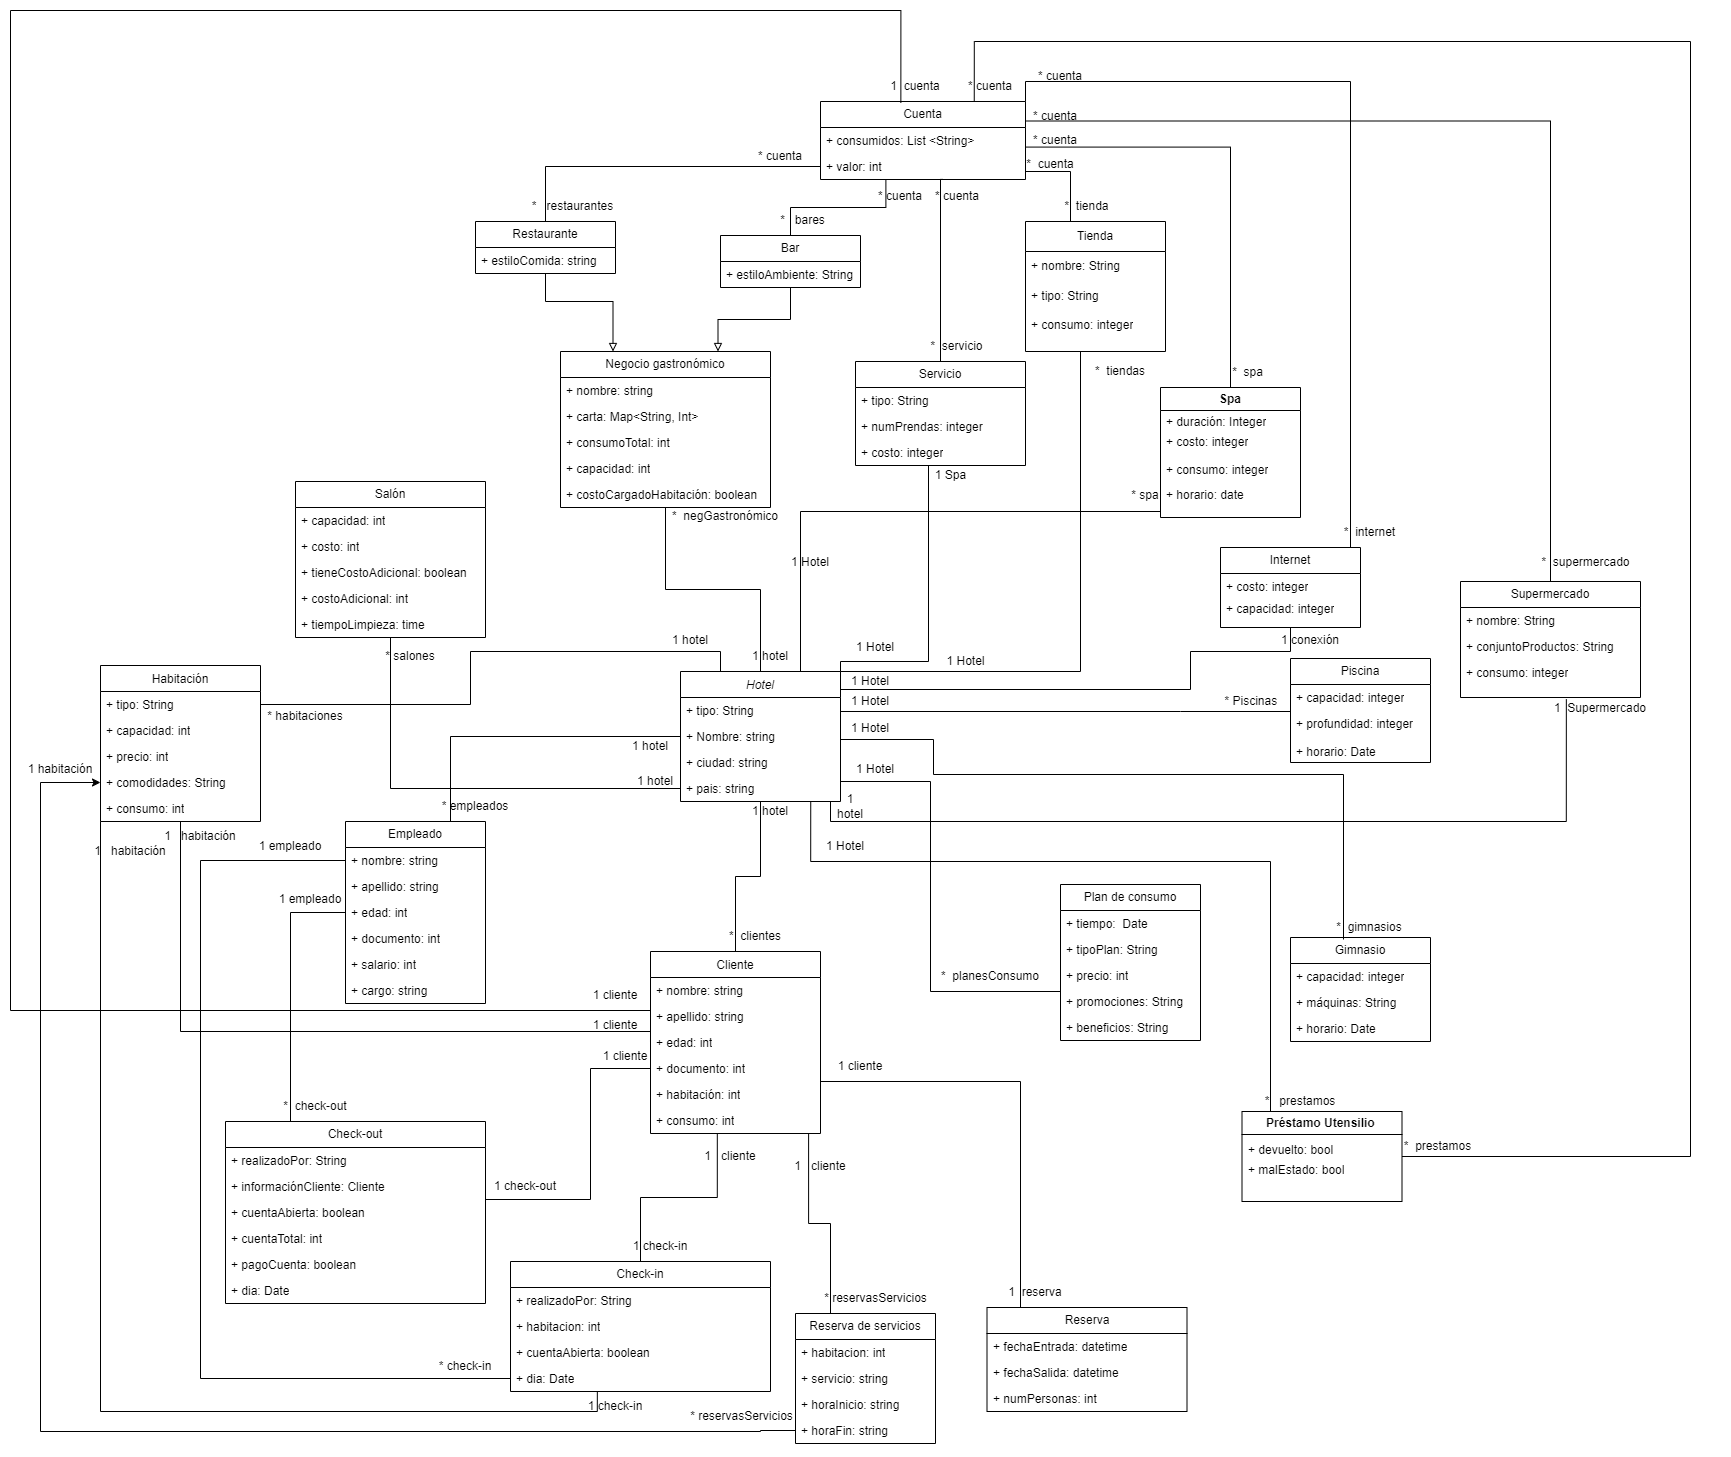 * cuenta
1 cuenta
* cuenta
Cuenta
+ consumidos: List <String>
+ valor: int
* cuenta
* cuenta
* cuenta
* cuenta
* cuenta
* cuenta
* restaurantes
* bares
* tienda
Restaurante
+ estiloComida: string
Bar
+ estiloAmbiente: String
Tienda
+ nombre: String
+ tipo: String
+ consumo: integer
* servicio
* tiendas
* spa
Negocio gastronómico
+ nombre: string
+ carta: Map<String, Int>
+ consumoTotal: int
+ capacidad: int
+ costoCargadoHabitación: boolean
Servicio
+ tipo: String
+ numPrendas: integer
+ costo: integer
Spa
+ duración: Integer
+ costo: integer
+ consumo: integer
+ horario: date
1 Spa
* spa
* negGastronómico
Salón
+ capacidad: int
+ costo: int
+ tieneCostoAdicional: boolean
+ costoAdicional: int
+ tiempoLimpieza: time
* internet
1 Hotel
* supermercado
Internet
+ costo: integer
+ capacidad: integer
Supermercado
+ nombre: String
+ conjuntoProductos: String
+ consumo: integer
1 hotel
1 conexión
* salones
1 hotel
1 Hotel
1 Hotel
Habitación
+ tipo: String
+ capacidad: int
+ precio: int
+ comodidades: String
+ consumo: int
Hotel
+ tipo: String
+ Nombre: string
+ ciudad: string
+ pais: string
Piscina
+ capacidad: integer
+ profundidad: integer
+ horario: Date
1 Hotel
1 Hotel
* Piscinas
1 Supermercado
* habitaciones
1 Hotel
1 hotel
1 habitación
1 Hotel
1 hotel
* empleados
1 hotel
1
hotel
1 habitación
1 habitación
1 empleado
1 Hotel
Empleado
+ nombre: string
+ apellido: string
+ edad: int
+ documento: int
+ salario: int
+ cargo: string
1 empleado
Plan de consumo
+ tiempo:  Date
+ tipoPlan: String
+ precio: int
+ promociones: String
+ beneficios: String
* gimnasios
* clientes
Gimnasio
+ capacidad: integer
+ máquinas: String
+ horario: Date
* planesConsumo
Cliente
+ nombre: string
+ apellido: string
+ edad: int
+ documento: int
+ habitación: int
+ consumo: int
1 cliente
1 cliente
1 cliente
1 cliente
* check-out
* prestamos
Check-out
+ realizadoPor: String
+ informaciónCliente: Cliente
+ cuentaAbierta: boolean
+ cuentaTotal: int
+ pagoCuenta: boolean
+ dia: Date
Préstamo Utensilio
+ devuelto: bool
+ malEstado: bool
* prestamos
1 cliente
1 cliente
1 check-out
1 check-in
Check-in
+ realizadoPor: String
+ habitacion: int
+ cuentaAbierta: boolean
+ dia: Date
* reservasServicios
1 reserva
Reserva de servicios
+ habitacion: int
+ servicio: string
+ horaInicio: string
+ horaFin: string
Reserva
+ fechaEntrada: datetime
+ fechaSalida: datetime
+ numPersonas: int
* check-in
1 check-in
* reservasServicios